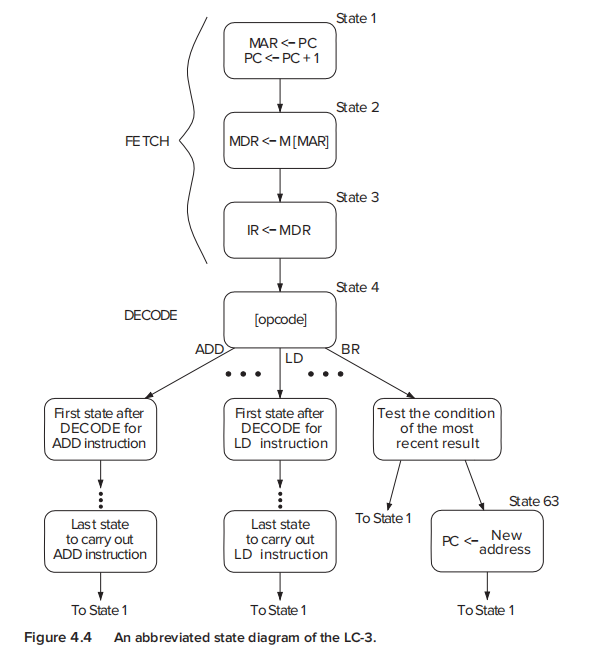 State 1
MAR <– PC
PC <– PC + 1
State 2
FETCH
MDR <– M [MAR]
State 3
IR <– MDR
State 4
DECODE
[opcode]
ADD
LD
BR
First state after
DECODE for
ADD instruction
First state after
DECODE for
LD instruction
Test the condition
of the most
recent result
To State 1
State 63
Last state
to carry out
ADD instruction
Last state
to carry out
LD instruction
PC <– New
address
To State 1
To State 1
To State 1
Figure 4.4 An abbreviated state diagram of the LC-3.